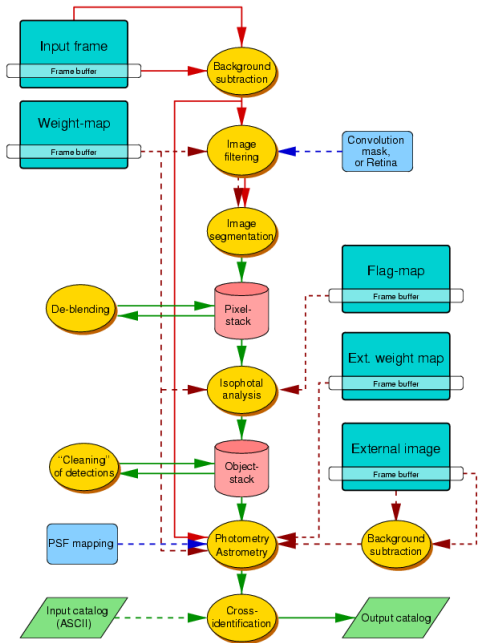 Input frame
Frame buffer
Background
subtraction
Weight-map
Frame buffer
Image
filtering
Convolution
mask,
or Retina
Image
segmentation
Flag-map
Frame buffer
De-blending
Pixel-
stack
Ext. weight map
Frame buffer
Isophotal
analysis
External image
Frame buffer
“Cleaning”
of detections
Object-
stack
PSF mapping
Photometry
Astrometry
Background
subtraction
Input catalog
(ASCII)
Cross-
identification
Output catalog